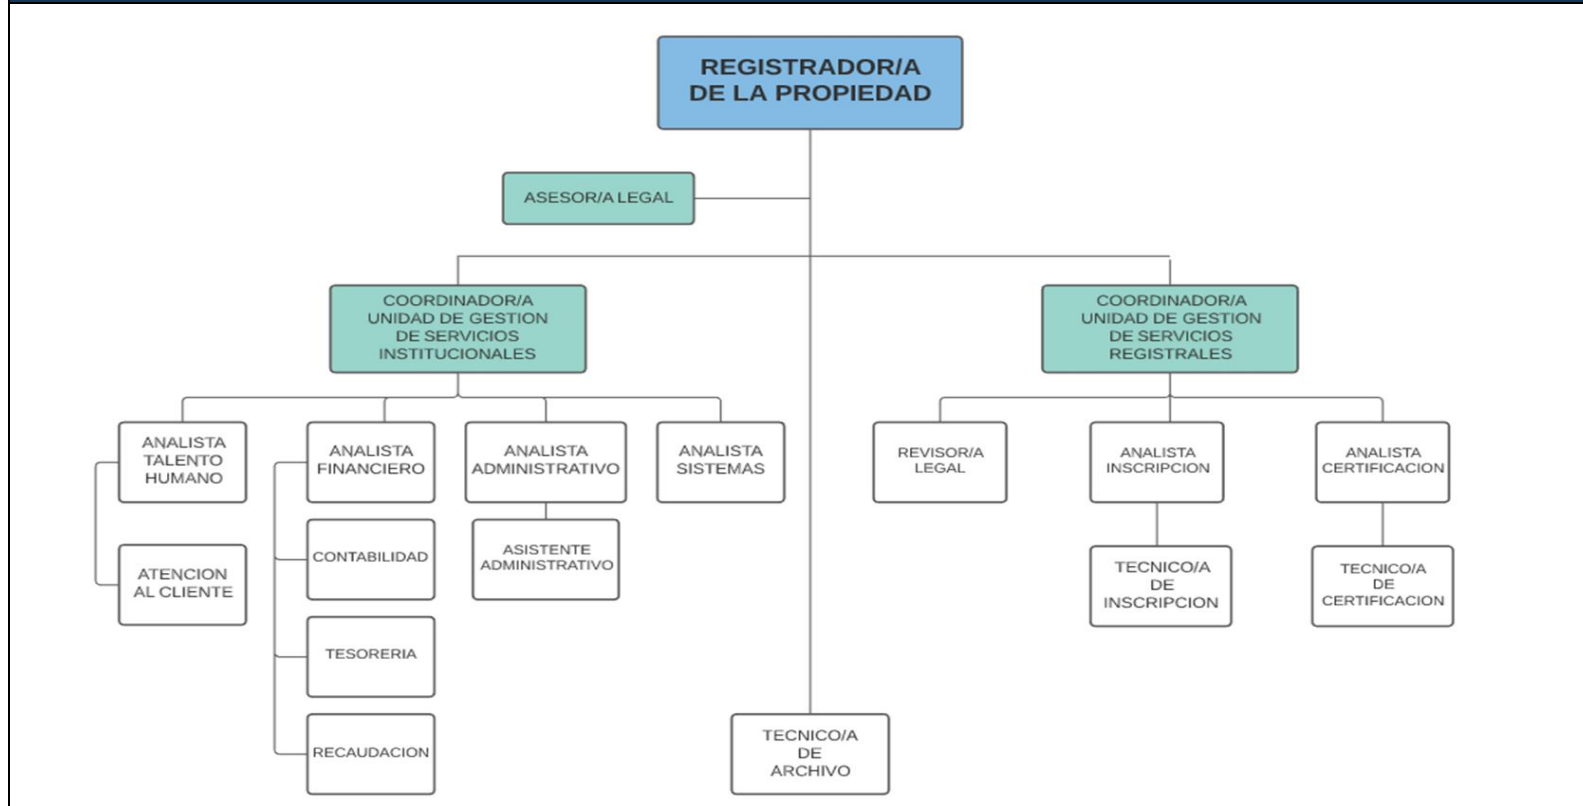 REGISTRADOR/A
DE LA PROPIEDAD
ASESOR/A LEGAL
COORDINADOR/A
UNIDAD DE GESTION
DE SERVICIOS
INSTITUCIONALES
COORDINADOR/A
UNIDAD DE GESTION
DE SERVICIOS
REGISTRALES
ANALISTA
TALENTO
HUMANO
ANALISTA
FINANCIERO
ANALISTA
ADMINISTRATIVO
ANALISTA
SISTEMAS
REVISOR/A
LEGAL
ANALISTA
INSCRIPCION
ANALISTA
CERTIFICACION
ATENCION
AL CLIENTE
CONTABILIDAD
ASISTENTE
ADMINISTRATIVO
TECNICO/A
DE
INSCRIPCION
TECNICO/A
DE
CERTIFICACION
TESORERIA
RECAUDACION
TECNICO/A
DE
ARCHIVO